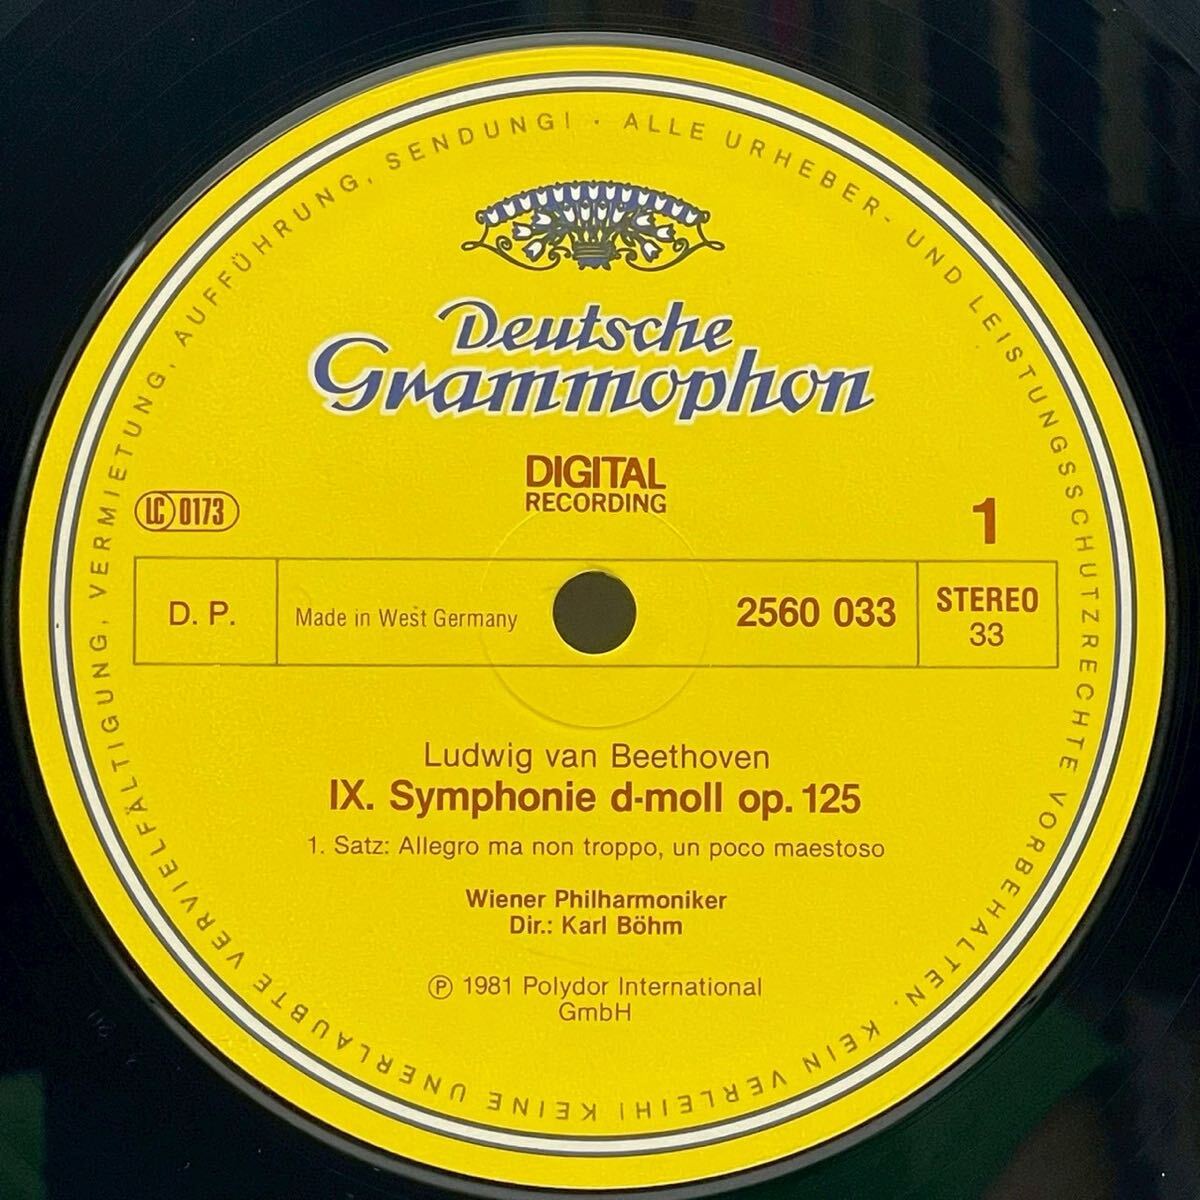 ALLE URHEBER- UND LEISTUNGSSCHUTZRECHTE VORBEHALTEN. KEIN VERLEIH! KEINE UNERLAUBTE VERVIELFÄLTIGUNG, VERMIETUNG, AUFFÜHRUNG, SENDUNG! ·
Deutsche
Grammophon
DIGITAL
RECORDING
LC 0173
1
D. P.
Made in West Germany
2560 033
STEREO
33
Ludwig van Beethoven
IX. Symphonie d-moll op. 125
1. Satz: Allegro ma non troppo, un poco maestoso
Wiener Philharmoniker
Dir.: Karl Böhm
Ⓟ 1981 Polydor International
GmbH